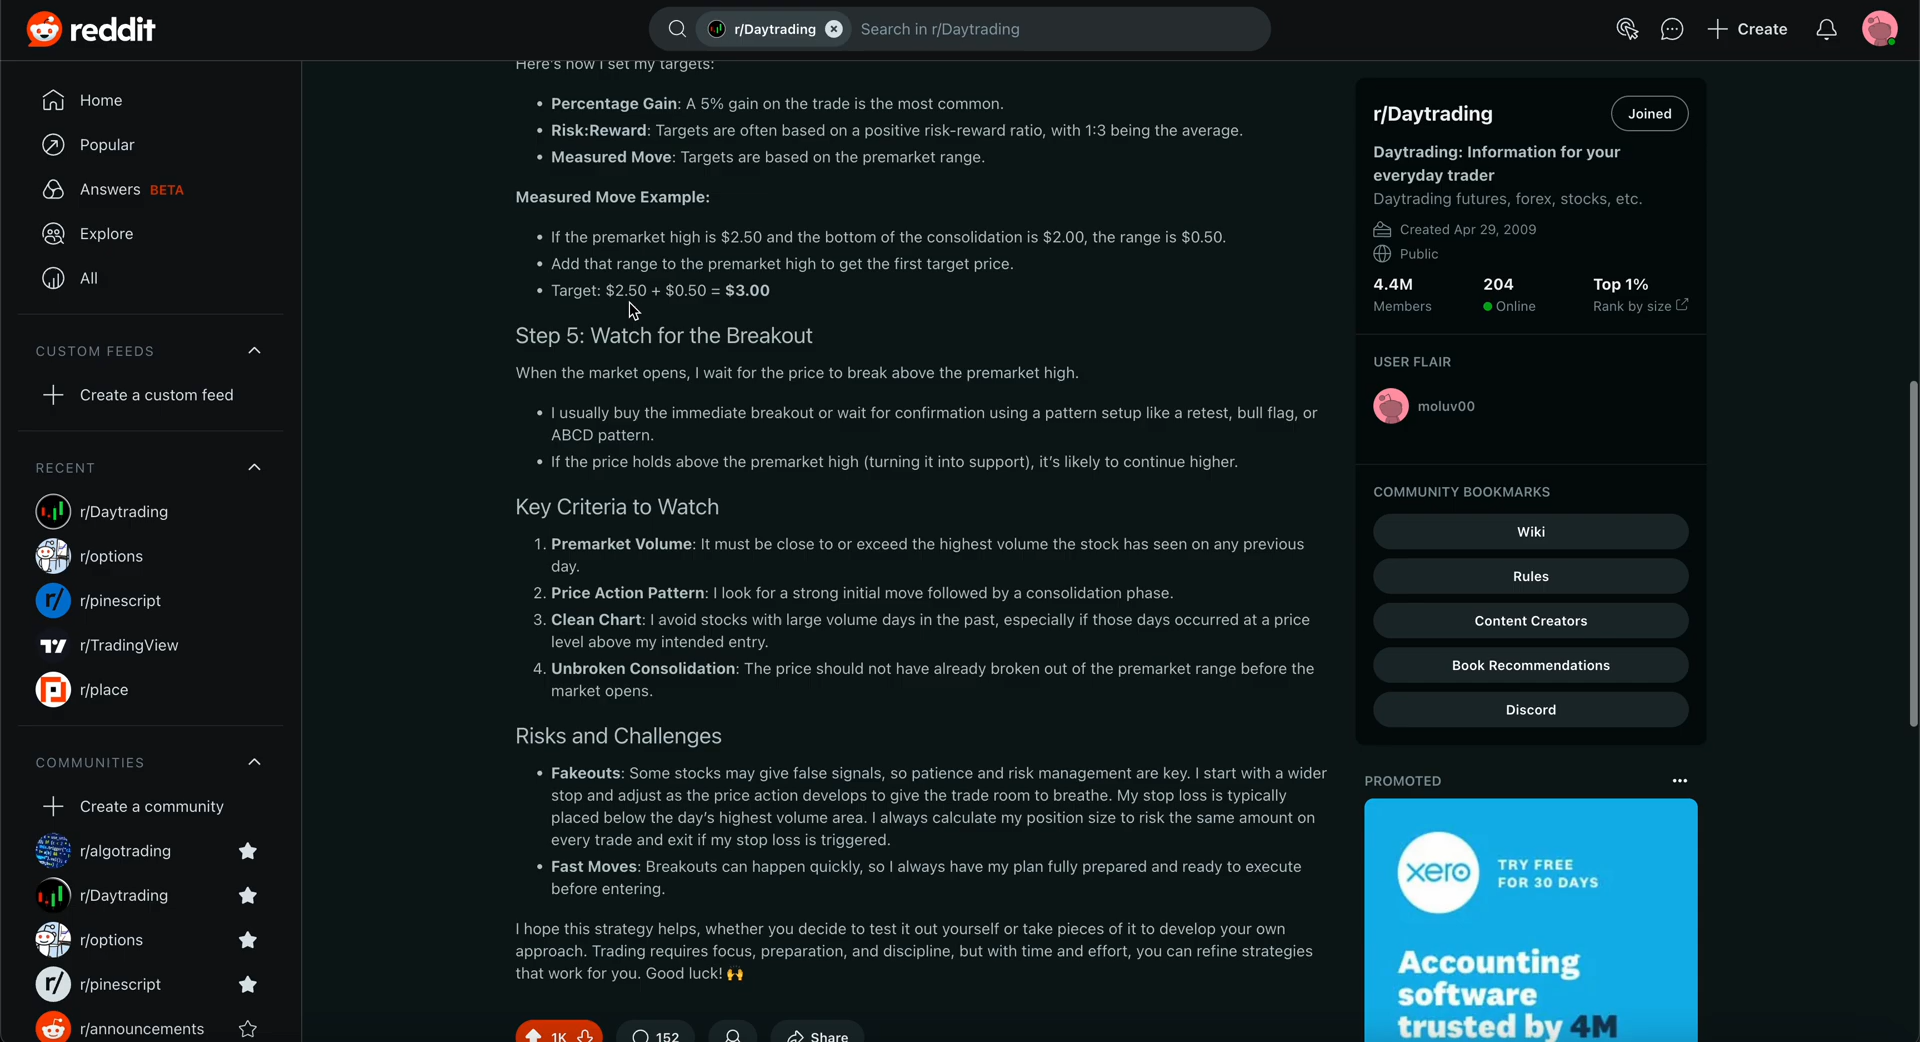 reddit
r/Daytrading
Search in r/Daytrading
Create
Home
Popular
Answers BETA
Explore
All
CUSTOM FEEDS
Create a custom feed
RECENT
r/Daytrading
r/options
r/pinescript
r/TradingView
r/place
COMMUNITIES
Create a community
r/algotrading
r/Daytrading
r/options
r/pinescript
r/announcements
Here's how I set my targets:
• Percentage Gain: A 5% gain on the trade is the most common.
• Risk:Reward: Targets are often based on a positive risk-reward ratio, with 1:3 being the average.
• Measured Move: Targets are based on the premarket range.
Measured Move Example:
• If the premarket high is $2.50 and the bottom of the consolidation is $2.00, the range is $0.50.
• Add that range to the premarket high to get the first target price.
• Target: $2.50 + $0.50 = $3.00
Step 5: Watch for the Breakout
When the market opens, I wait for the price to break above the premarket high.
• I usually buy the immediate breakout or wait for confirmation using a pattern setup like a retest, bull flag, or
ABCD pattern.
• If the price holds above the premarket high (turning it into support), it's likely to continue higher.
Key Criteria to Watch
1. Premarket Volume: It must be close to or exceed the highest volume the stock has seen on any previous
day.
2. Price Action Pattern: I look for a strong initial move followed by a consolidation phase.
3. Clean Chart: I avoid stocks with large volume days in the past, especially if those days occurred at a price
level above my intended entry.
4. Unbroken Consolidation: The price should not have already broken out of the premarket range before the
market opens.
Risks and Challenges
• Fakeouts: Some stocks may give false signals, so patience and risk management are key. I start with a wider
stop and adjust as the price action develops to give the trade room to breathe. My stop loss is typically
placed below the day's highest volume area. I always calculate my position size to risk the same amount on
every trade and exit if my stop loss is triggered.
• Fast Moves: Breakouts can happen quickly, so I always have my plan fully prepared and ready to execute
before entering.
I hope this strategy helps, whether you decide to test it out yourself or take pieces of it to develop your own
approach. Trading requires focus, preparation, and discipline, but with time and effort, you can refine strategies
that work for you. Good luck! 🙌
1K
152
Share
r/Daytrading
Joined
Daytrading: Information for your
everyday trader
Daytrading futures, forex, stocks, etc.
Created Apr 29, 2009
Public
4.4M 204 Top 1%
Members Online Rank by size
USER FLAIR
moluv00
COMMUNITY BOOKMARKS
Wiki
Rules
Content Creators
Book Recommendations
Discord
PROMOTED
xero
TRY FREE
FOR 30 DAYS
Accounting
software
trusted by 4M